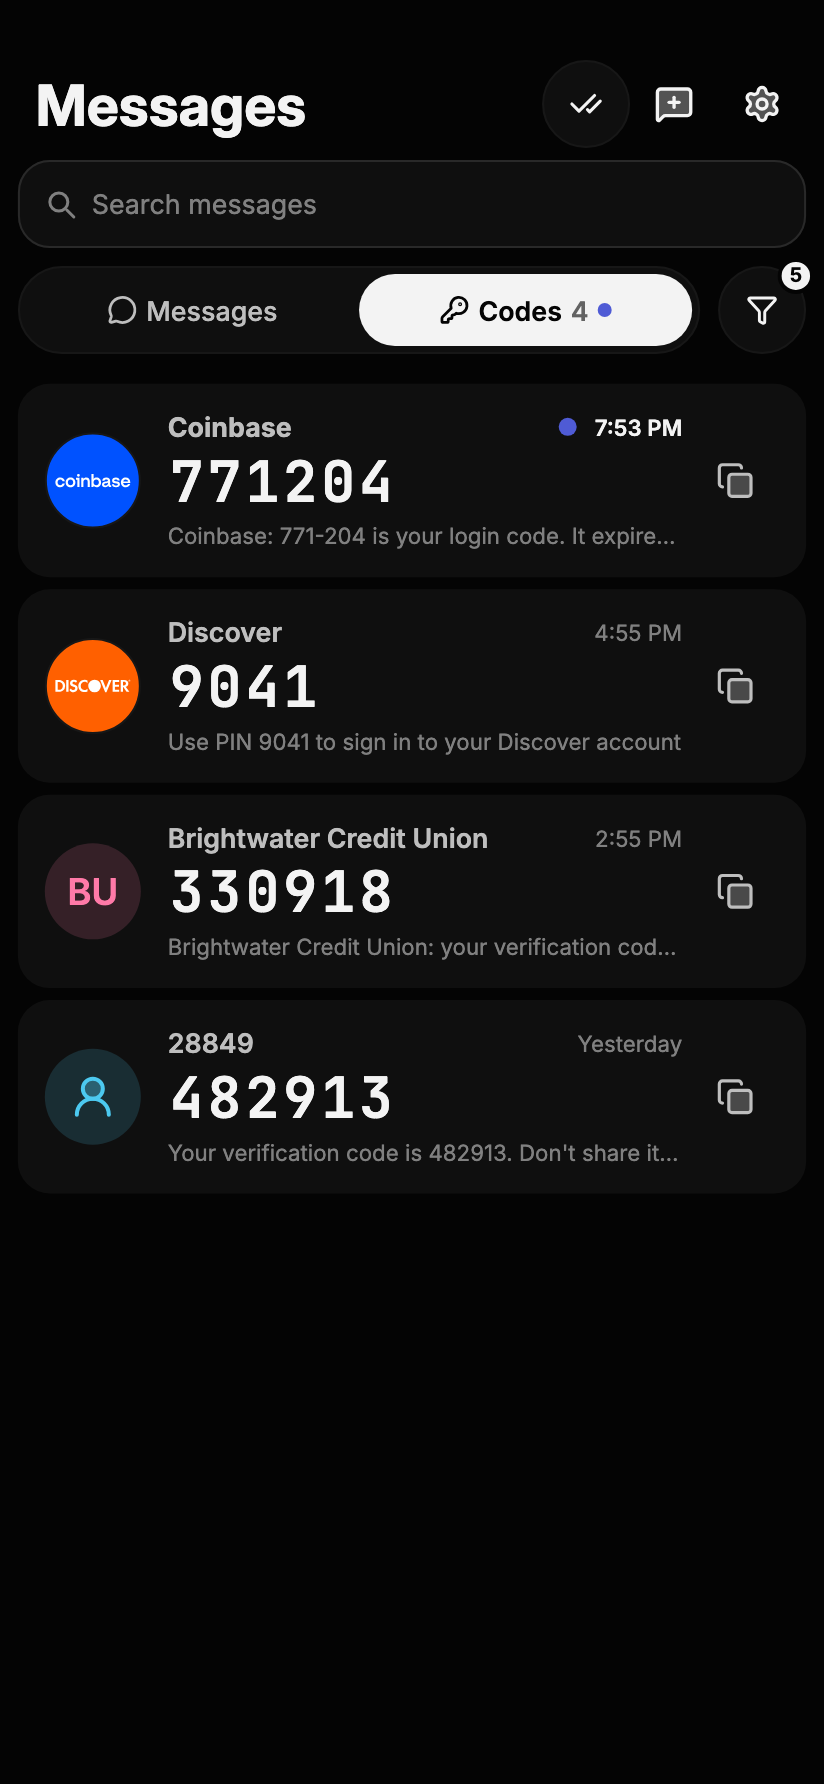 Messages
Search messages
Messages
Codes 4
5
Coinbase
7:53 PM
coinbase
771204
Coinbase: 771-204 is your login code. It expire...
Discover
4:55 PM
DISCOVER
9041
Use PIN 9041 to sign in to your Discover account
Brightwater Credit Union
2:55 PM
BU
330918
Brightwater Credit Union: your verification cod...
28849
Yesterday
482913
Your verification code is 482913. Don't share it...